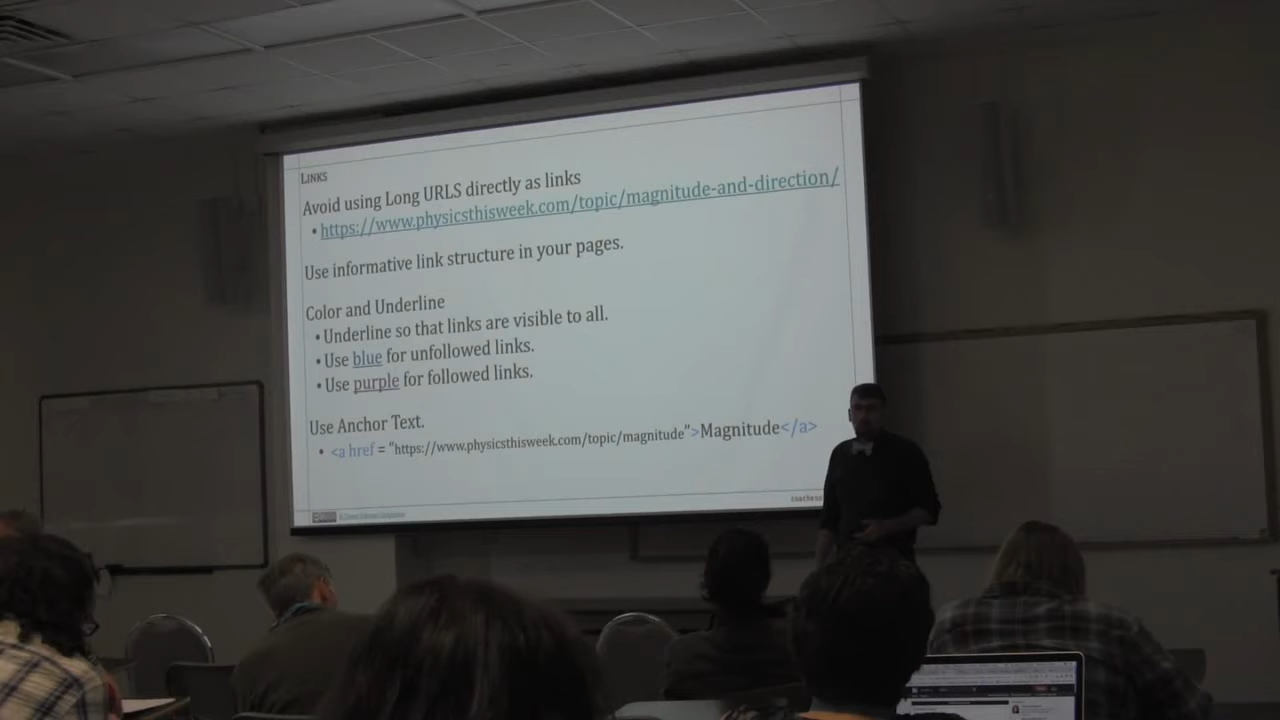 LINKS
Avoid using Long URLS directly as links
• https://www.physicsthisweek.com/topic/magnitude-and-direction/
Use informative link structure in your pages.
Color and Underline
• Underline so that links are visible to all.
• Use blue for unfollowed links.
• Use purple for followed links.
Use Anchor Text.
• <a href = “https://www.physicsthisweek.com/topic/magnitude”>Magnitude</a>